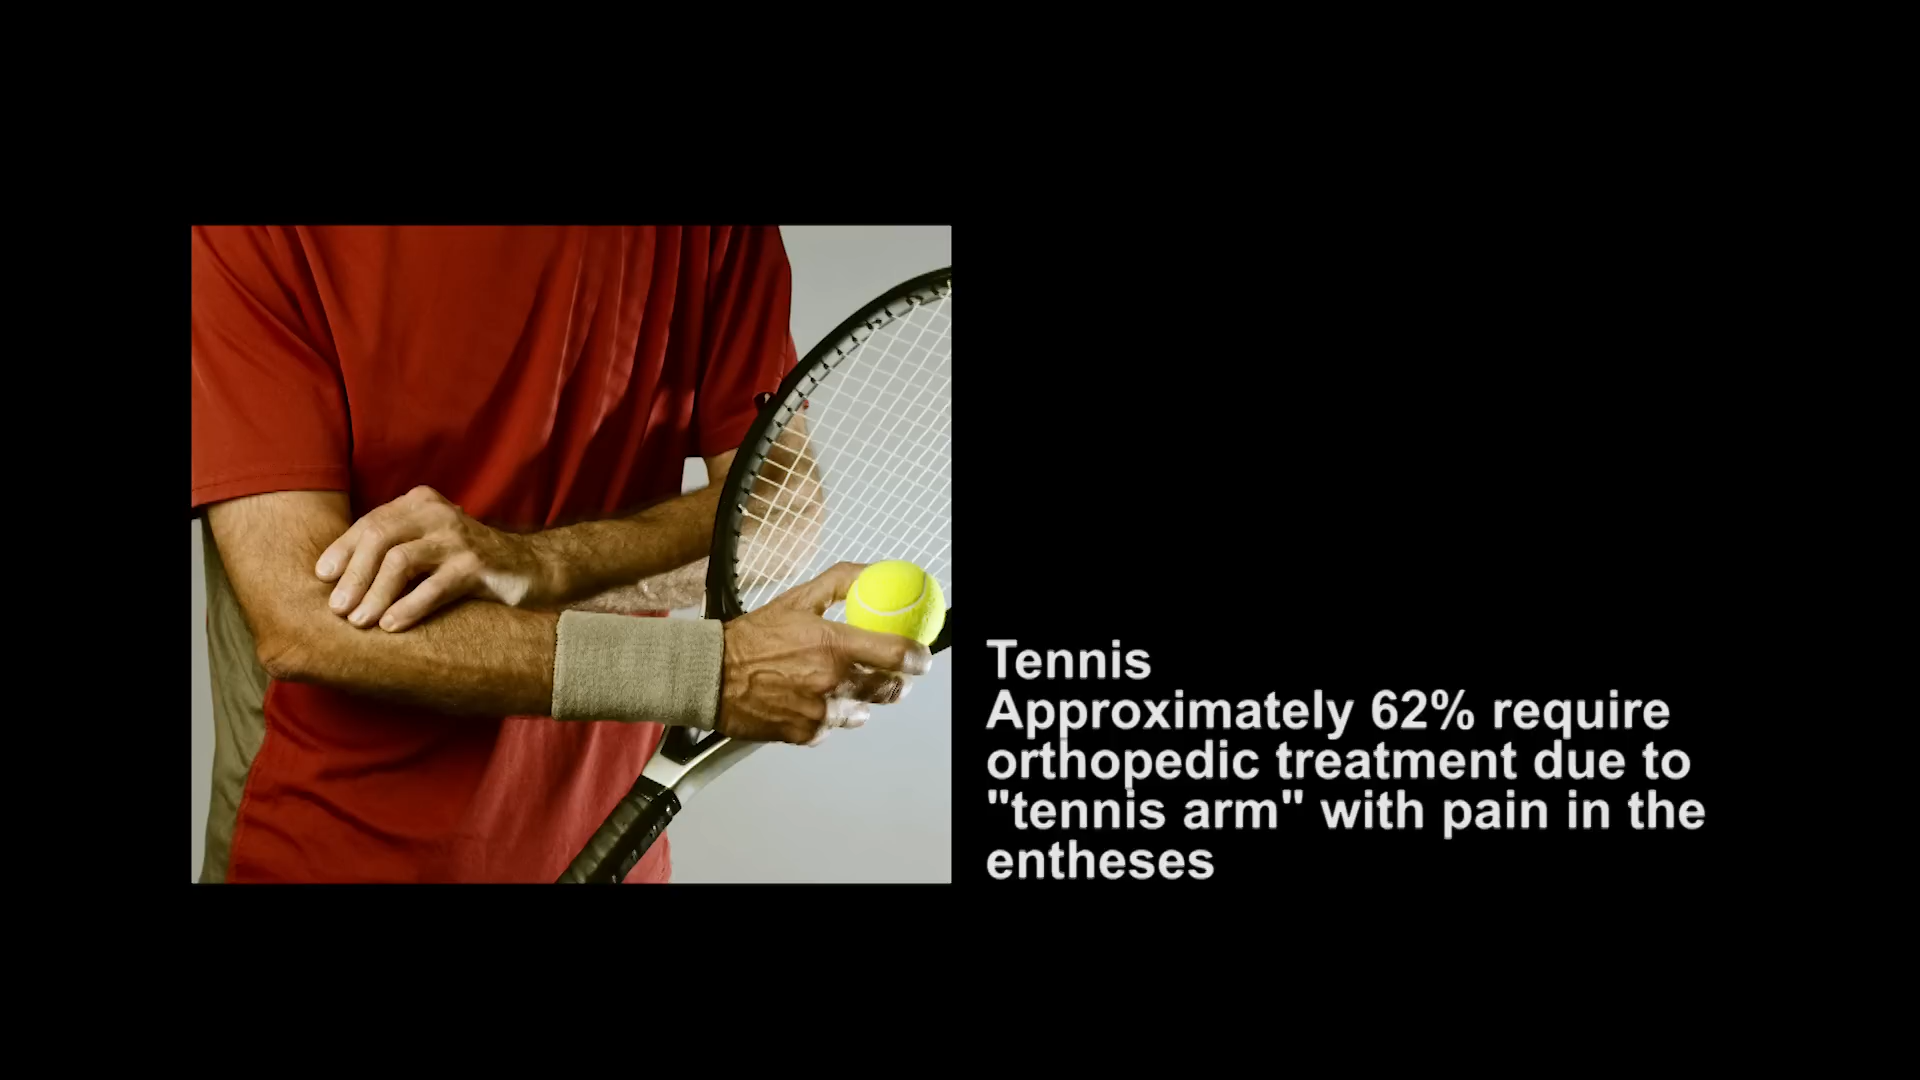 Tennis
Approximately 62% require
orthopedic treatment due to
"tennis arm" with pain in the
entheses